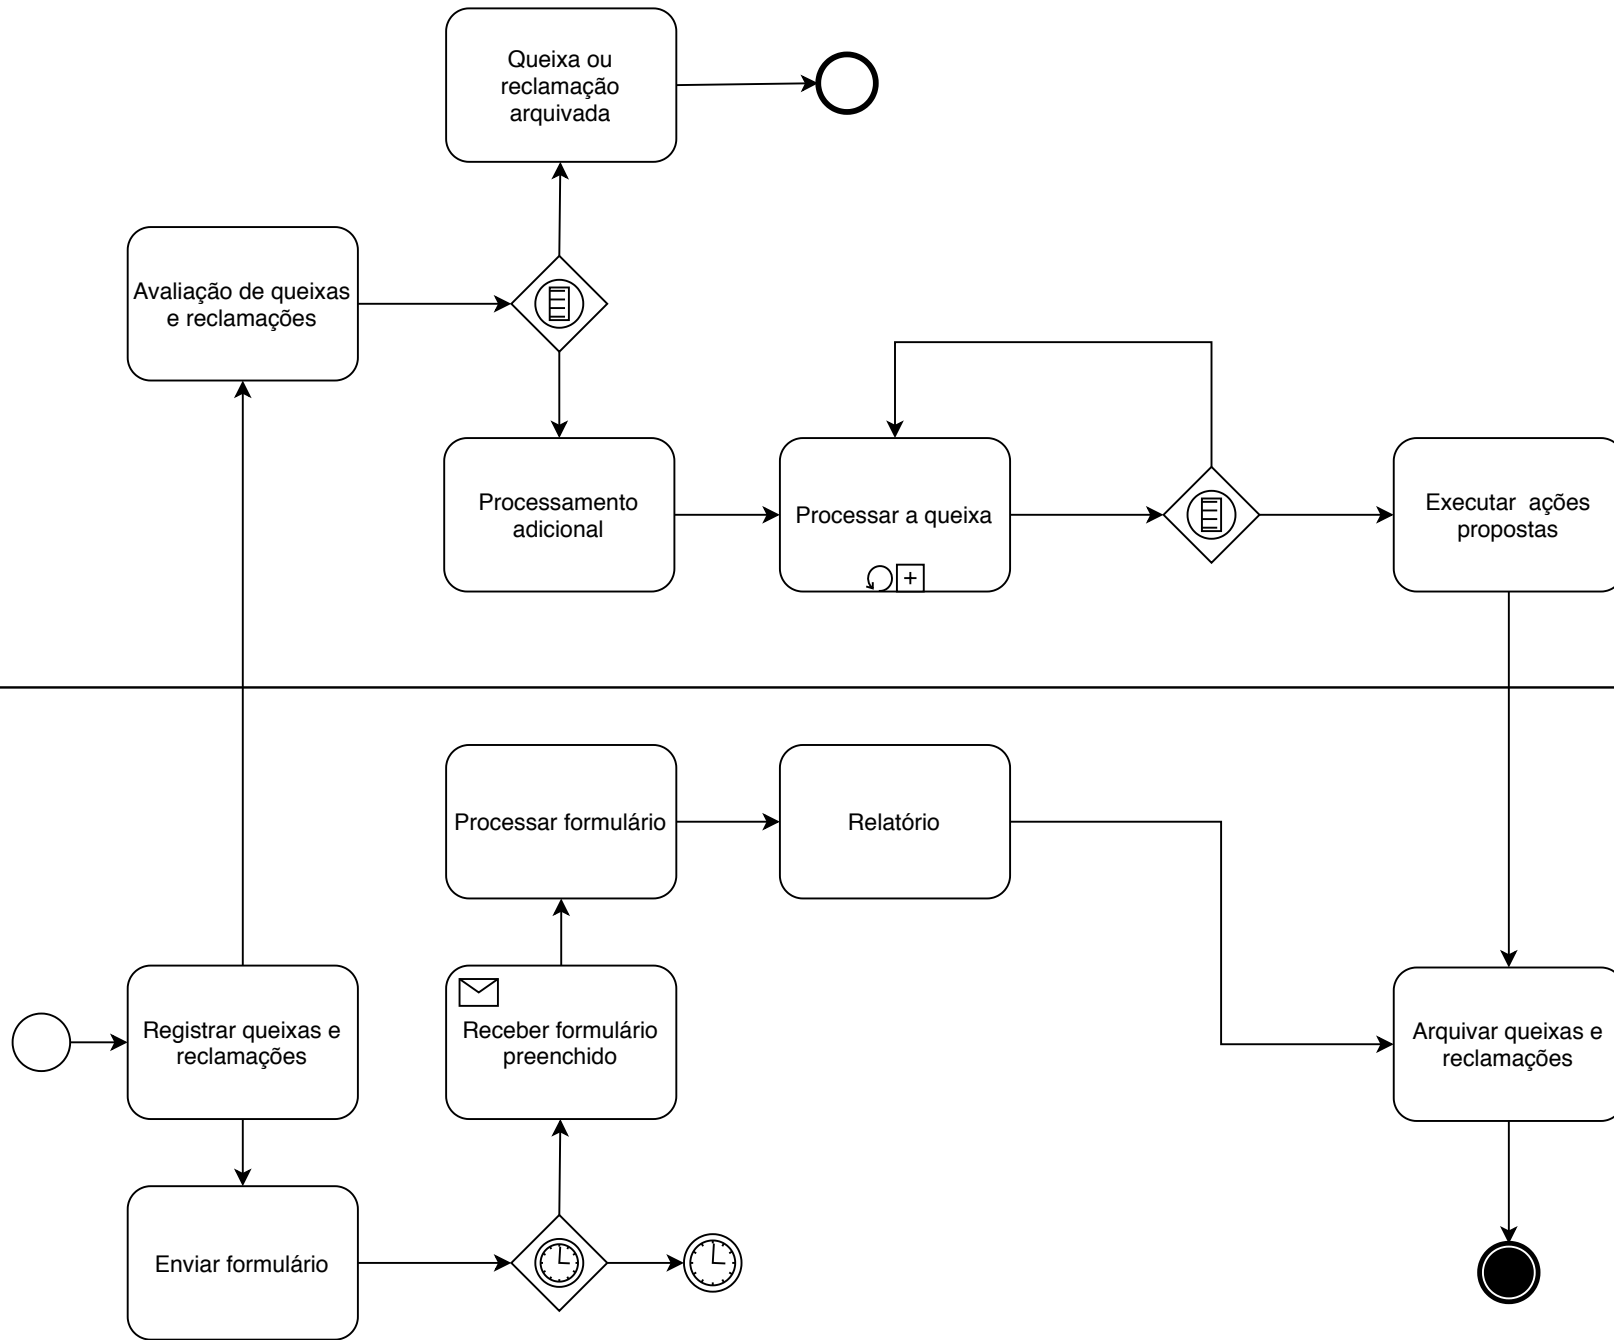 Queixa ou
reclamação
arquivada
Avaliação de queixas
e reclamações
Processamento
adicional
Processar a queixa
Executar  ações
propostas
Processar formulário
Relatório
Registrar queixas e
reclamações
Receber formulário
preenchido
Arquivar queixas e
reclamações
Enviar formulário